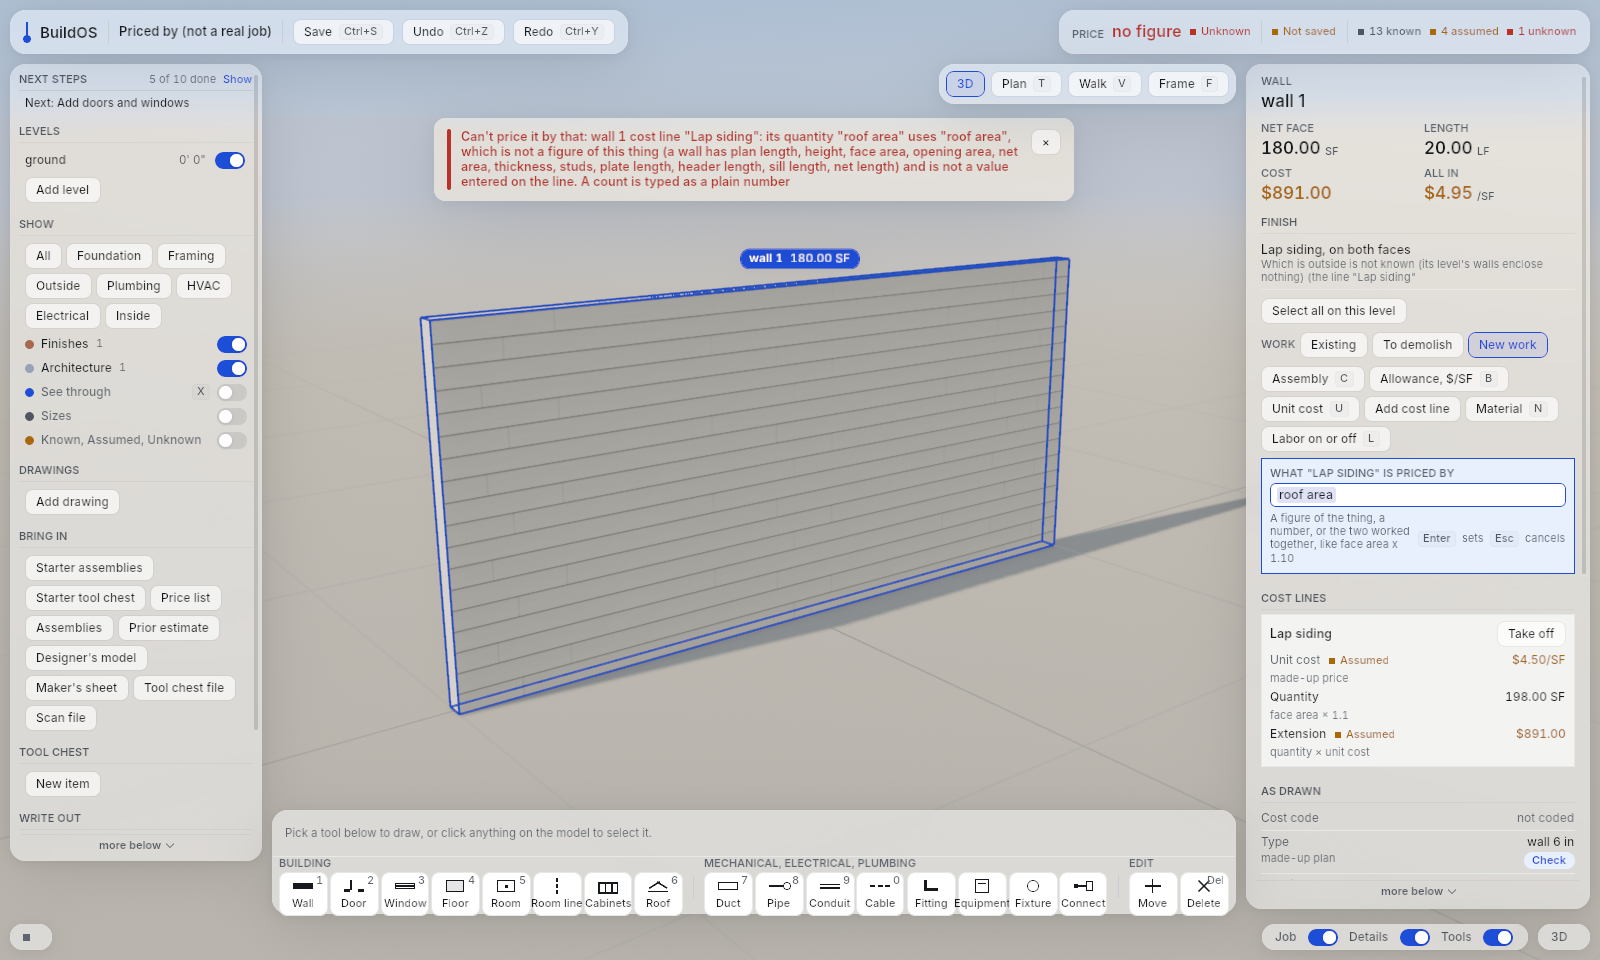 BuildOS
Priced by (not a real job)
Save Ctrl+S
Undo Ctrl+Z
Redo Ctrl+Y
PRICE no figure
Unknown
Not saved
13 known
4 assumed
1 unknown
NEXT STEPS
5 of 10 done Show
Next: Add doors and windows
LEVELS
ground 0' 0"
Add level
SHOW
All Foundation Framing
Outside Plumbing HVAC
Electrical Inside
Finishes 1
Architecture 1
See through X
Sizes
Known, Assumed, Unknown
DRAWINGS
Add drawing
BRING IN
Starter assemblies
Starter tool chest Price list
Assemblies Prior estimate
Designer's model
Maker's sheet Tool chest file
Scan file
TOOL CHEST
New item
WRITE OUT
more below
3D
Plan T
Walk V
Frame F
Can't price it by that: wall 1 cost line "Lap siding": its quantity "roof area" uses "roof area",
which is not a figure of this thing (a wall has plan length, height, face area, opening area, net
area, thickness, studs, plate length, header length, sill length, net length) and is not a value
entered on the line. A count is typed as a plain number
×
wall 1 180.00 SF
Pick a tool below to draw, or click anything on the model to select it.
BUILDING
Wall 1
Door 2
Window 3
Floor 4
Room 5
Room line
Cabinets
Roof 6
MECHANICAL, ELECTRICAL, PLUMBING
Duct 7
Pipe 8
Conduit 9
Cable 0
Fitting
Equipment
Fixture
Connect
EDIT
Move
Delete Del
WALL
wall 1
NET FACE LENGTH
180.00 SF 20.00 LF
COST ALL IN
$891.00 $4.95 /SF
FINISH
Lap siding, on both faces
Which is outside is not known (its level's walls enclose
nothing) (the line "Lap siding"
Select all on this level
WORK Existing To demolish New work
Assembly C Allowance, $/SF B
Unit cost U Add cost line Material N
Labor on or off L
WHAT "LAP SIDING" IS PRICED BY
roof area
A figure of the thing, a
number, or the two worked
together, like face area x
1.10
Enter sets Esc cancels
COST LINES
Lap siding Take off
Unit cost Assumed $4.50/SF
made-up price
Quantity 198.00 SF
face area × 1.1
Extension Assumed $891.00
quantity × unit cost
AS DRAWN
Cost code not coded
Type wall 6 in
made-up plan Check
more below
Job Details Tools
3D